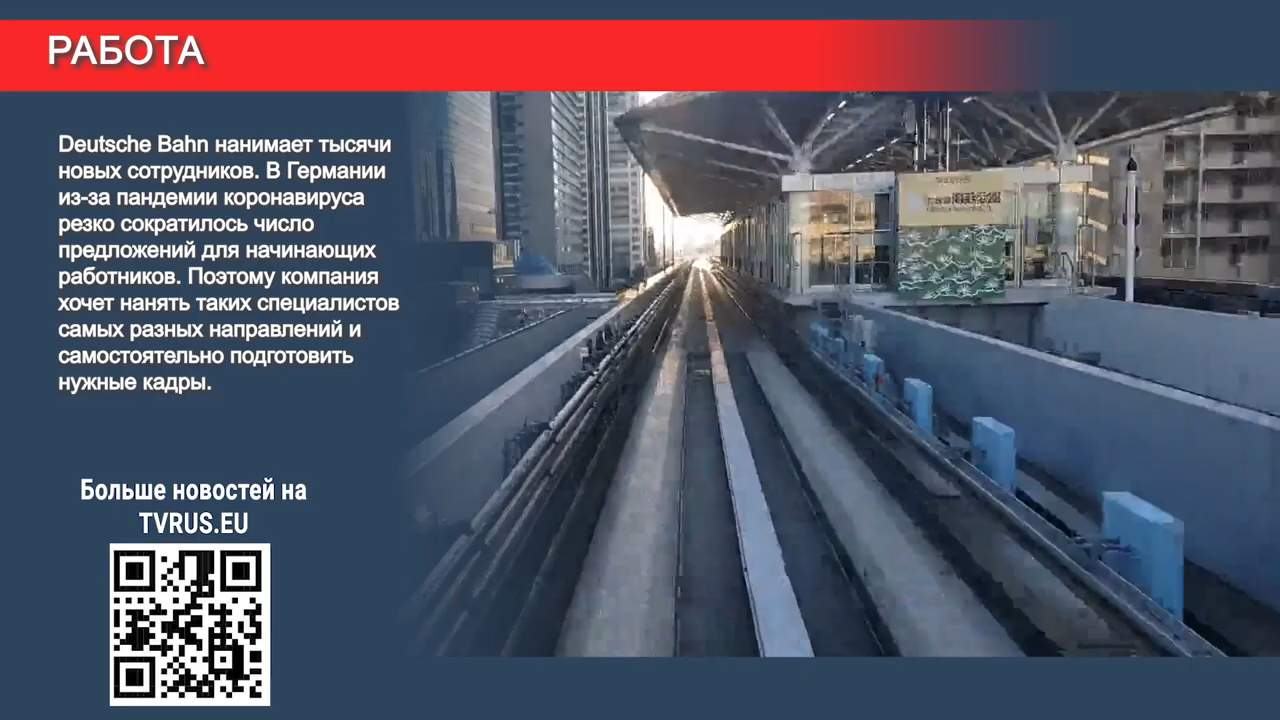 РАБОТА
Deutsche Bahn нанимает тысячи
новых сотрудников. В Германии
из-за пандемии коронавируса
резко сократилось число
предложений для начинающих
работников. Поэтому компания
хочет нанять таких специалистов
самых разных направлений и
самостоятельно подготовить
нужные кадры.
Больше новостей на
TVRUS.EU